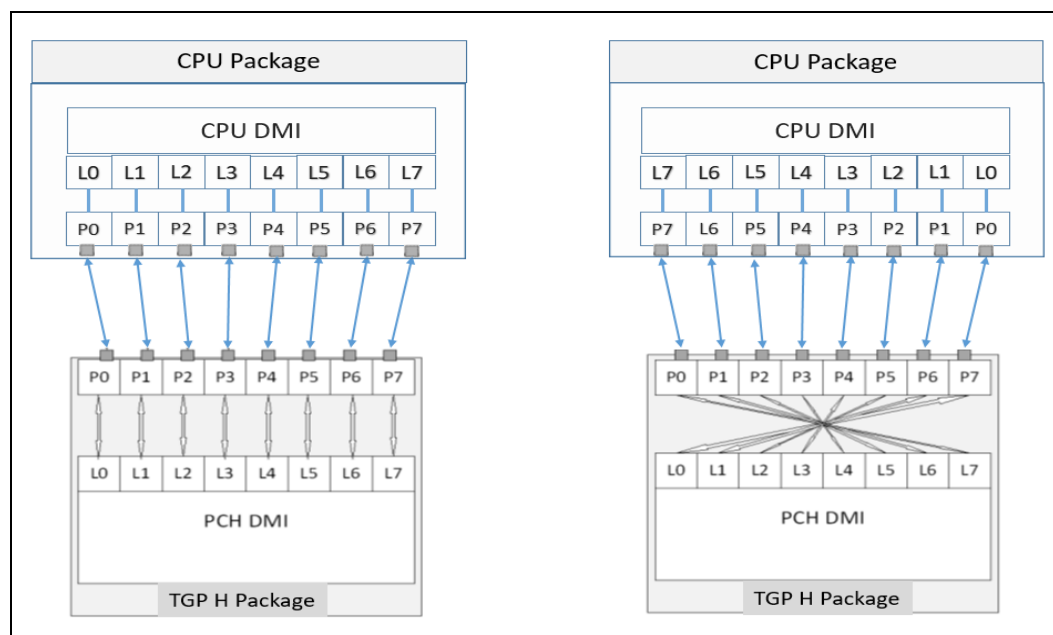 CPU Package
CPU DMI
L0 L1 L2 L3 L4 L5 L6 L7
P0 P1 P2 P3 P4 P5 P6 P7
P0 P1 P2 P3 P4 P5 P6 P7
L0 L1 L2 L3 L4 L5 L6 L7
PCH DMI
TGP H Package
CPU Package
CPU DMI
L7 L6 L5 L4 L3 L2 L1 L0
P7 L6 P5 P4 P3 P2 P1 P0
P0 P1 P2 P3 P4 P5 P6 P7
L0 L1 L2 L3 L4 L5 L6 L7
PCH DMI
TGP H Package